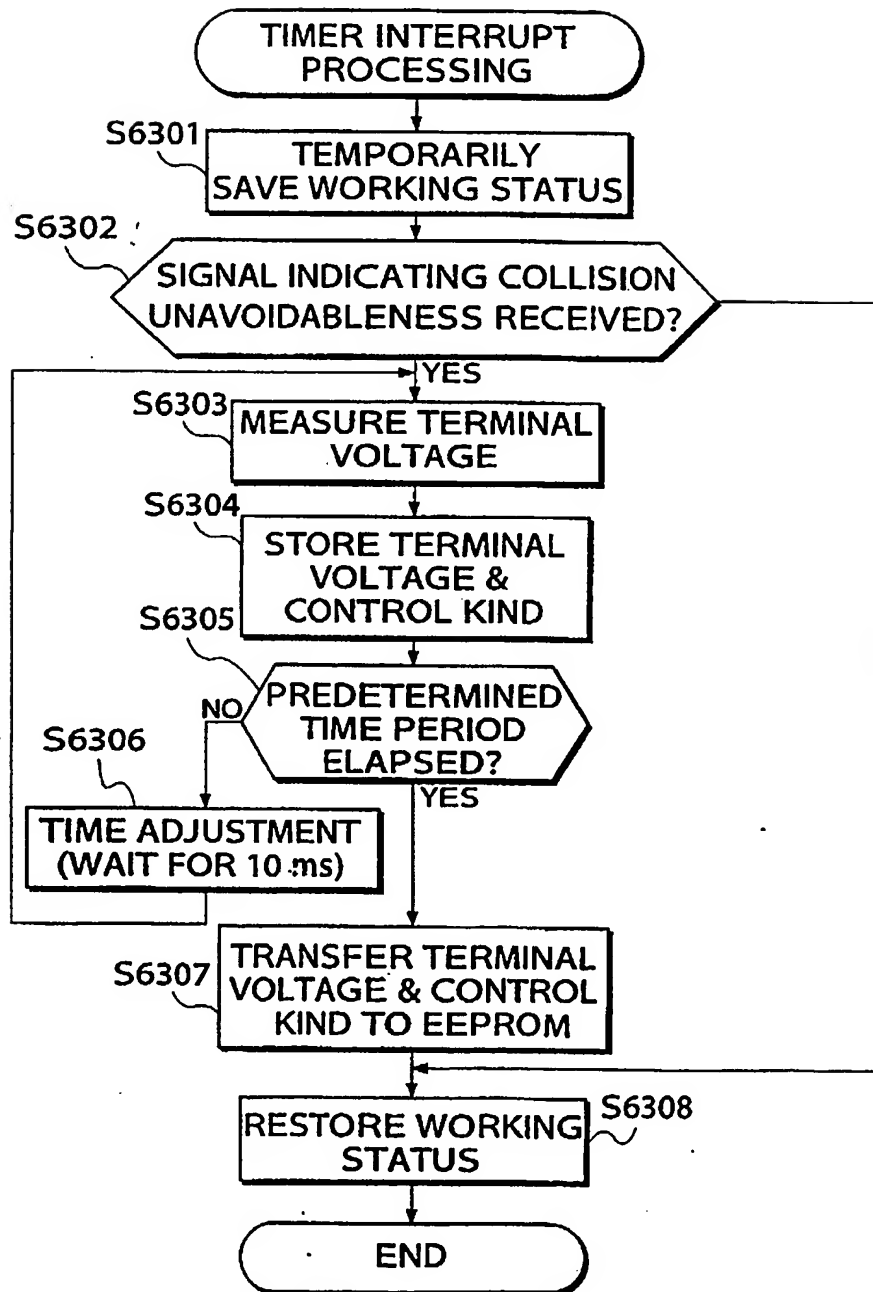 TIMER INTERRUPT
PROCESSING
S6301
TEMPORARILY
SAVE WORKING STATUS
S6302
SIGNAL INDICATING COLLISION
UNAVOIDABLENESS RECEIVED?
YES
S6303
MEASURE TERMINAL
VOLTAGE
S6304
STORE TERMINAL
VOLTAGE &
CONTROL KIND
S6305
PREDETERMINED
TIME PERIOD
ELAPSED?
NO
YES
S6306
TIME ADJUSTMENT
(WAIT FOR 10 ms)
S6307
TRANSFER TERMINAL
VOLTAGE & CONTROL
KIND TO EEPROM
S6308
RESTORE WORKING
STATUS
END